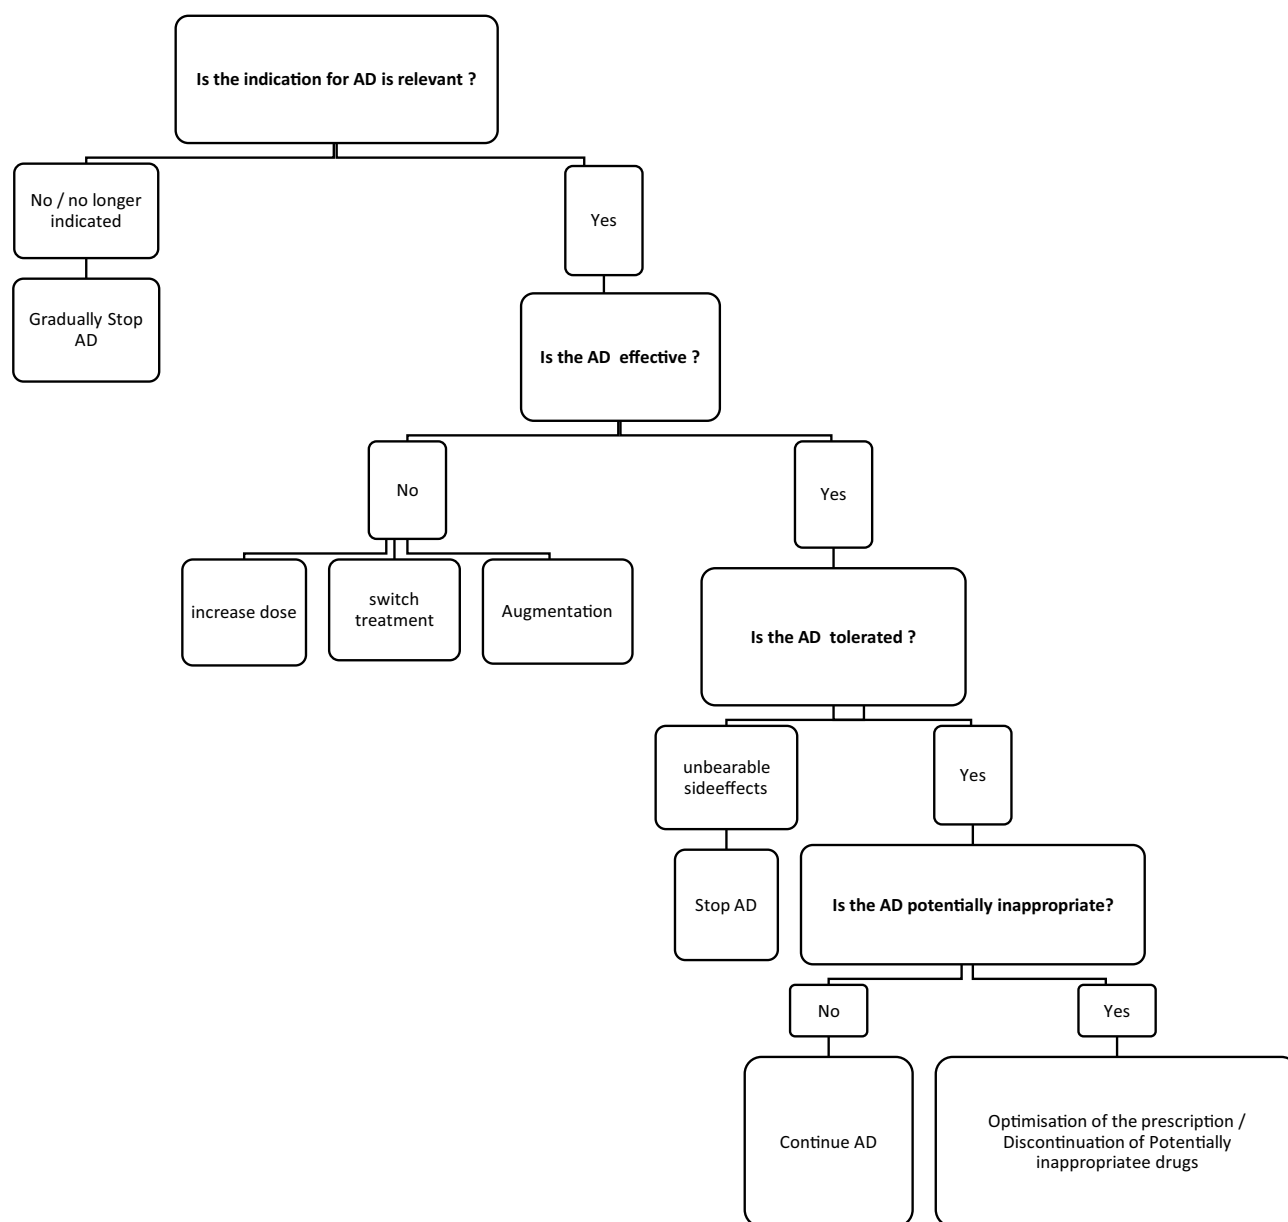 Is the indication for AD is relevant ?
No / no longer
indicated
Yes
Gradually Stop
AD
Is the AD  effective ?
No
Yes
increase dose
switch
treatment
Augmentation
Is the AD  tolerated ?
unbearable
sideeffects
Yes
Stop AD
Is the AD potentially inappropriate?
No
Yes
Continue AD
Optimisation of the prescription /
Discontinuation of Potentially
inappropriatee drugs